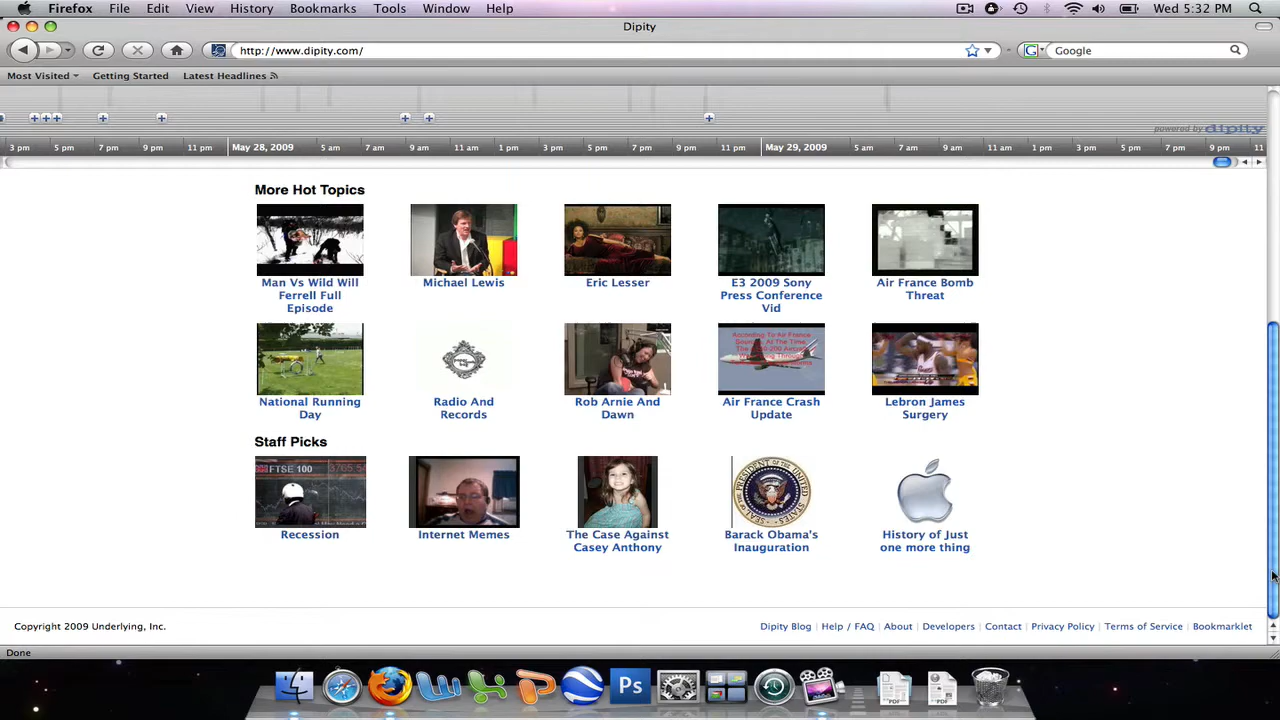 Firefox File Edit View History Bookmarks Tools Window Help Wed 5:32 PM
Dipity
http://www.dipity.com/ Google
Most Visited Getting Started Latest Headlines
powered by dipity
3 pm 5 pm 7 pm 9 pm 11 pm May 28, 2009 5 am 7 am 9 am 11 am 1 pm 3 pm 5 pm 7 pm 9 pm 11 pm May 29, 2009 5 am 7 am 9 am 11 am 1 pm 3 pm 5 pm 7 pm 9 pm 11
More Hot Topics
Man Vs Wild Will
Ferrell Full
Episode
Michael Lewis
Eric Lesser
E3 2009 Sony
Press Conference
Vid
Air France Bomb
Threat
National Running
Day
Radio And
Records
Rob Arnie And
Dawn
Air France Crash
Update
Lebron James
Surgery
Staff Picks
FTSE 100
Recession
Internet Memes
The Case Against
Casey Anthony
Barack Obama's
Inauguration
History of Just
one more thing
Copyright 2009 Underlying, Inc. Dipity Blog Help / FAQ About Developers Contact Privacy Policy Terms of Service Bookmarklet
Done
Ps
PDF PDF